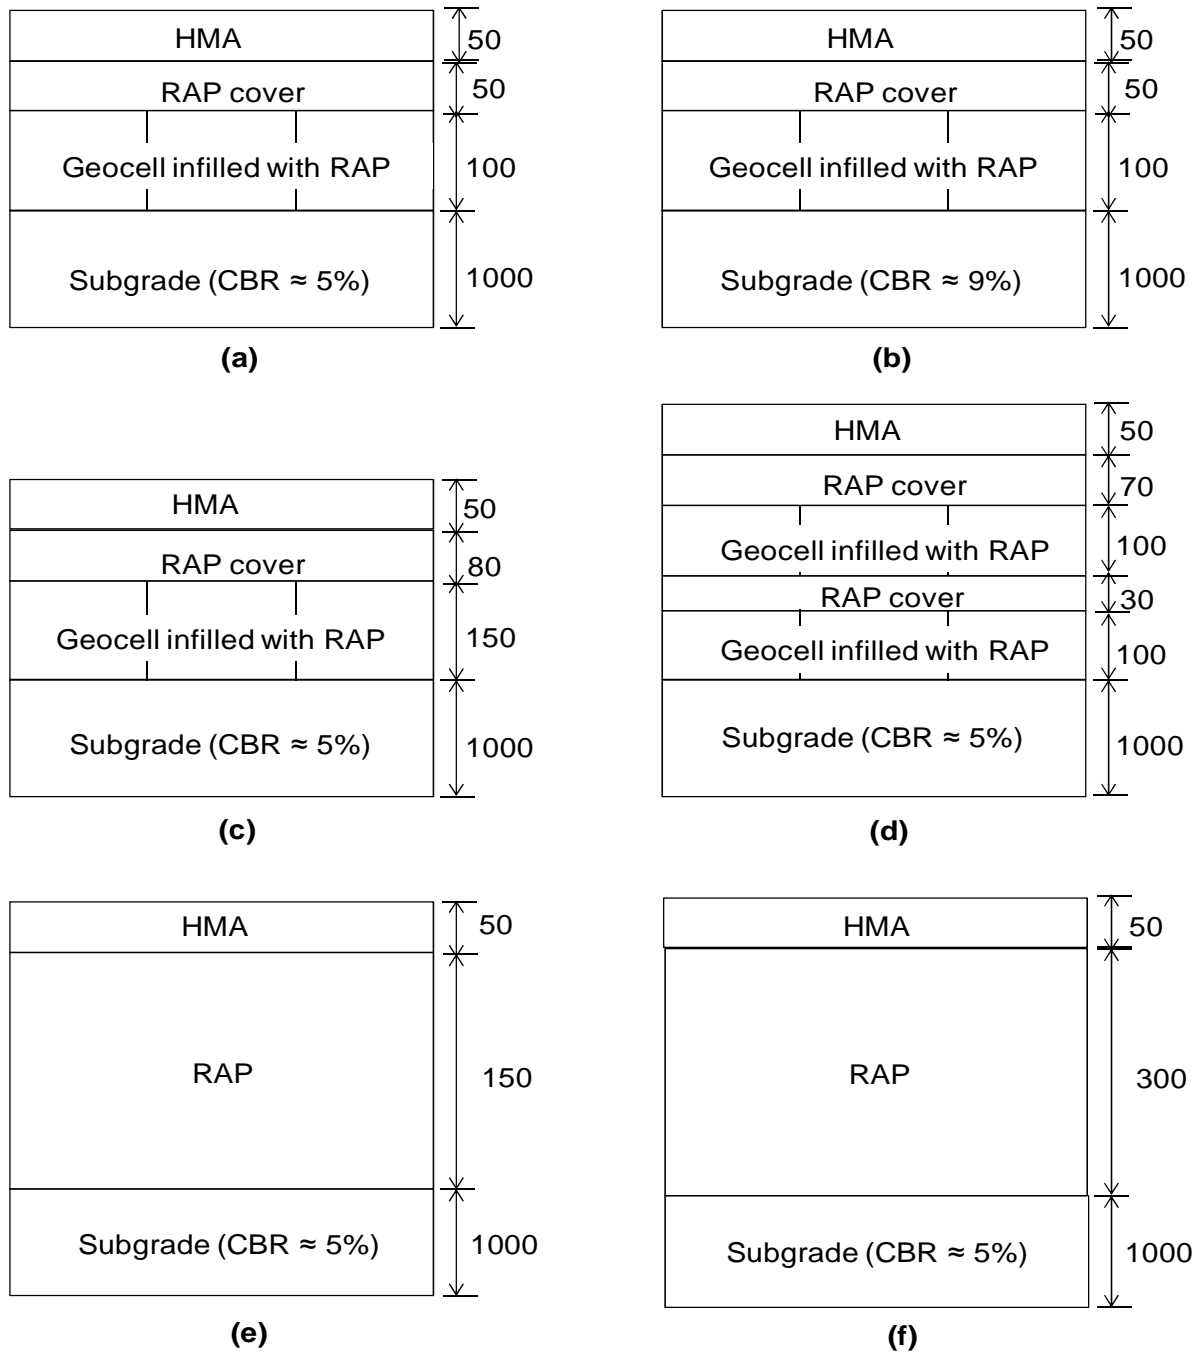 HMA
50
RAP cover
50
Geocell infilled with RAP
100
Subgrade (CBR ≈ 5%)
1000
(a)
HMA
50
RAP cover
50
Geocell infilled with RAP
100
Subgrade (CBR ≈ 9%)
1000
(b)
HMA
50
RAP cover
80
Geocell infilled with RAP
150
Subgrade (CBR ≈ 5%)
1000
(c)
HMA
50
RAP cover
70
Geocell infilled with RAP
100
RAP cover
30
Geocell infilled with RAP
100
Subgrade (CBR ≈ 5%)
1000
(d)
HMA
50
RAP
150
Subgrade (CBR ≈ 5%)
1000
(e)
HMA
50
RAP
300
Subgrade (CBR ≈ 5%)
1000
(f)